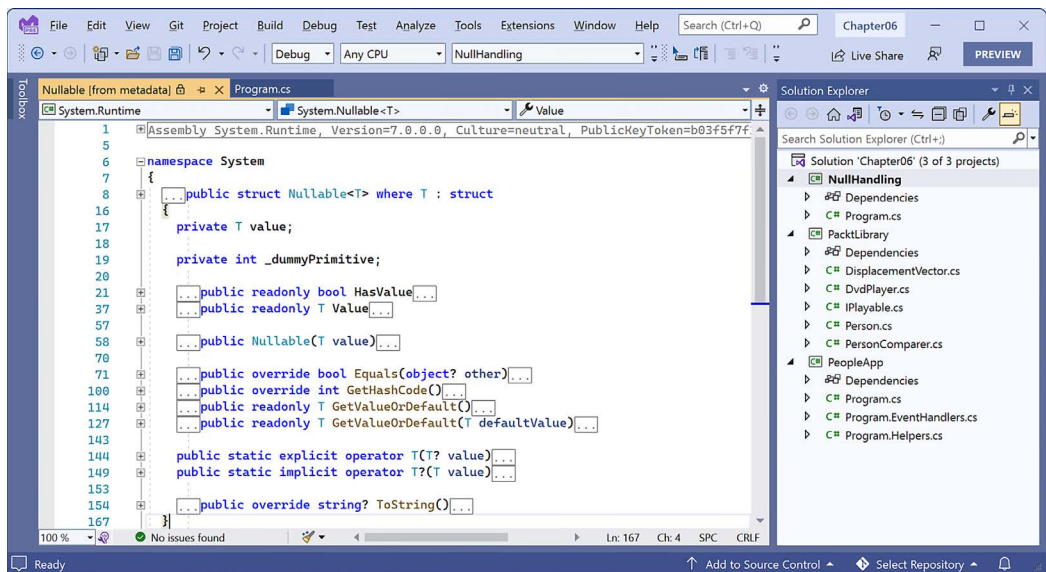 File Edit View Git Project Build Debug Test Analyze Tools Extensions Window Help Search (Ctrl+Q) Chapter06
Debug Any CPU NullHandling Live Share PREVIEW
Toolbox
Nullable [from metadata] Program.cs
System.Runtime System.Nullable<T> Value
1 Assembly System.Runtime, Version=7.0.0.0, Culture=neutral, PublicKeyToken=b03f5f7f
5
6 namespace System
7 {
8 ...public struct Nullable<T> where T : struct
16 {
17 private T value;
18
19 private int _dummyPrimitive;
20
21 ...public readonly bool HasValue...
37 ...public readonly T Value...
57
58 ...public Nullable(T value)...
70
71 ...public override bool Equals(object? other)...
100 ...public override int GetHashCode()...
114 ...public readonly T GetValueOrDefault()...
127 ...public readonly T GetValueOrDefault(T defaultValue)...
143
144 public static explicit operator T(T? value)...
149 public static implicit operator T?(T value)...
153
154 ...public override string? ToString()...
167 }
100 % No issues found Ln: 167 Ch: 4 SPC CRLF
Solution Explorer
Search Solution Explorer (Ctrl+;)
Solution 'Chapter06' (3 of 3 projects)
C# NullHandling
Dependencies
C# Program.cs
C# PacktLibrary
Dependencies
C# DisplacementVector.cs
C# DvdPlayer.cs
C# IPlayable.cs
C# Person.cs
C# PersonComparer.cs
C# PeopleApp
Dependencies
C# Program.cs
C# Program.EventHandlers.cs
C# Program.Helpers.cs
Ready Add to Source Control Select Repository